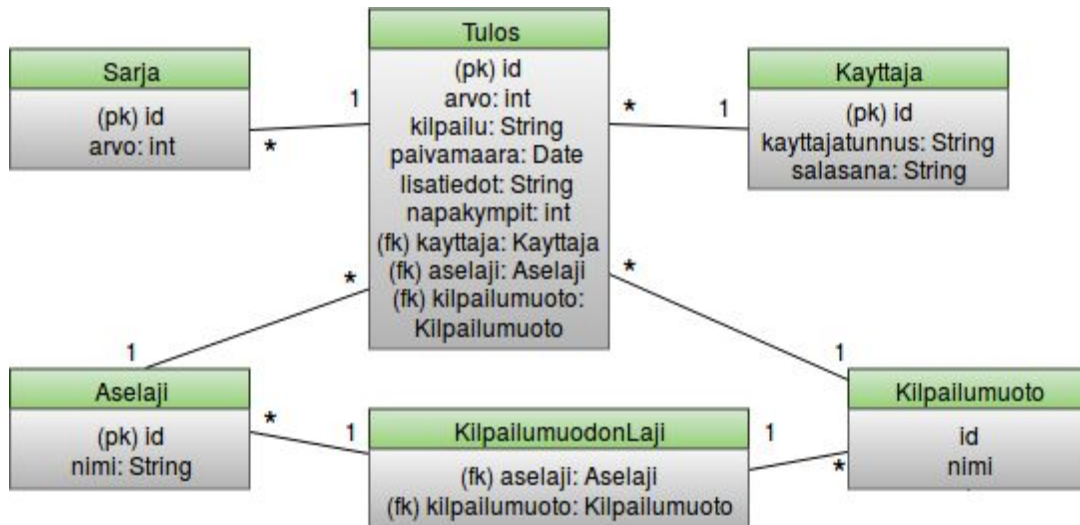 Sarja
(pk) id
arvo: int
*
1
Tulos
(pk) id
arvo: int
kilpailu: String
paivamaara: Date
lisatiedot: String
napakympit: int
(fk) kayttaja: Kayttaja
(fk) aselaji: Aselaji
(fk) kilpailumuoto:
Kilpailumuoto
*
1
Kayttaja
(pk) id
kayttajatunnus: String
salasana: String
*
1
*
1
Aselaji
(pk) id
nimi: String
*
1
KilpailumuodonLaji
(fk) aselaji: Aselaji
(fk) kilpailumuoto: Kilpailumuoto
1
*
Kilpailumuoto
id
nimi